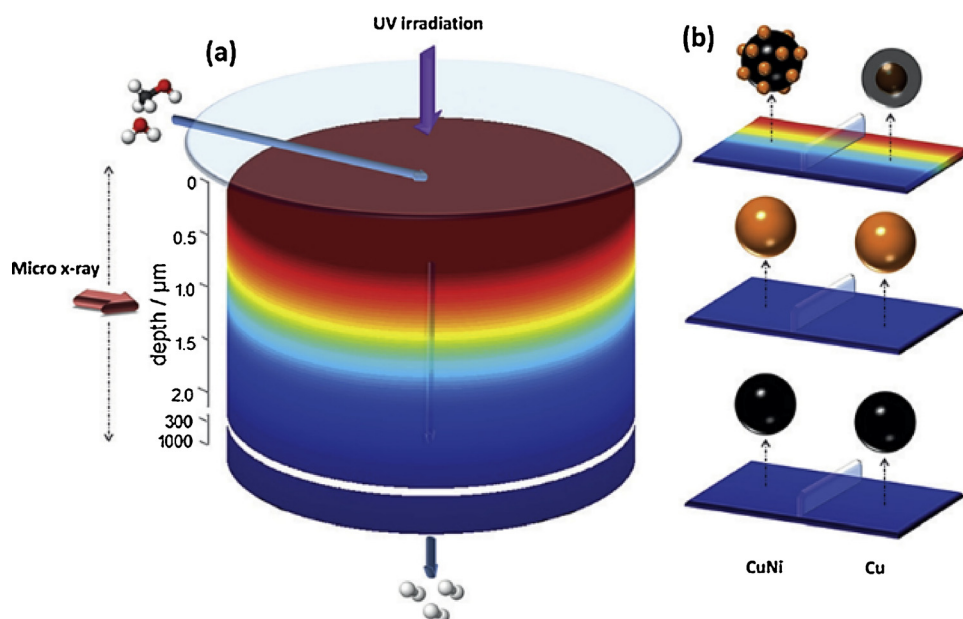 UV irradiation
(a)
(b)
0
0.5
Micro x-ray
1.0
depth / μm
1.5
2.0
300
1000
CuNi
Cu